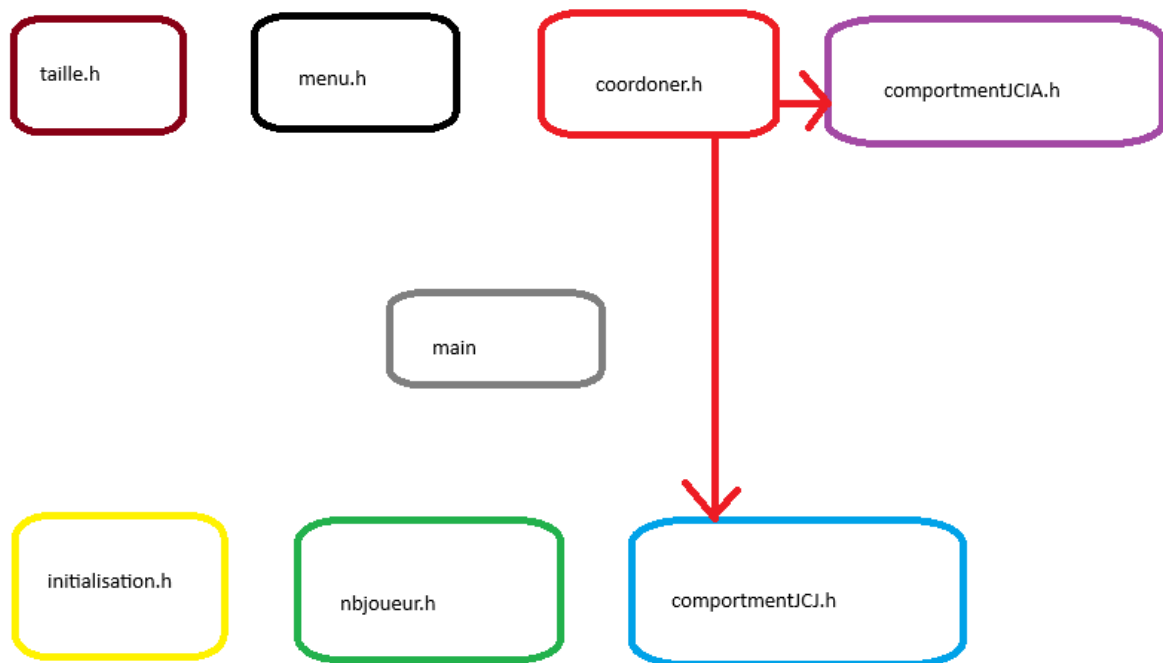 taille.h
menu.h
coordoner.h
comportmentJCIA.h
main
initialisation.h
nbjoueur.h
comportmentJCJ.h